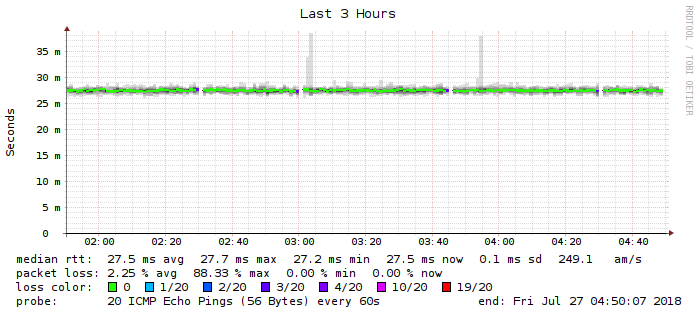 Last 3 Hours
RRDTOOL / TOBI OETIKER
Seconds
35 m
30 m
25 m
20 m
15 m
10 m
5 m
0
02:00 02:20 02:40 03:00 03:20 03:40 04:00 04:20 04:40
median rtt: 27.5 ms avg 27.7 ms max 27.2 ms min 27.5 ms now 0.1 ms sd 249.1 am/s
packet loss: 2.25 % avg 88.33 % max 0.00 % min 0.00 % now
loss color: 0 1/20 2/20 3/20 4/20 10/20 19/20
probe: 20 ICMP Echo Pings (56 Bytes) every 60s end: Fri Jul 27 04:50:07 2018